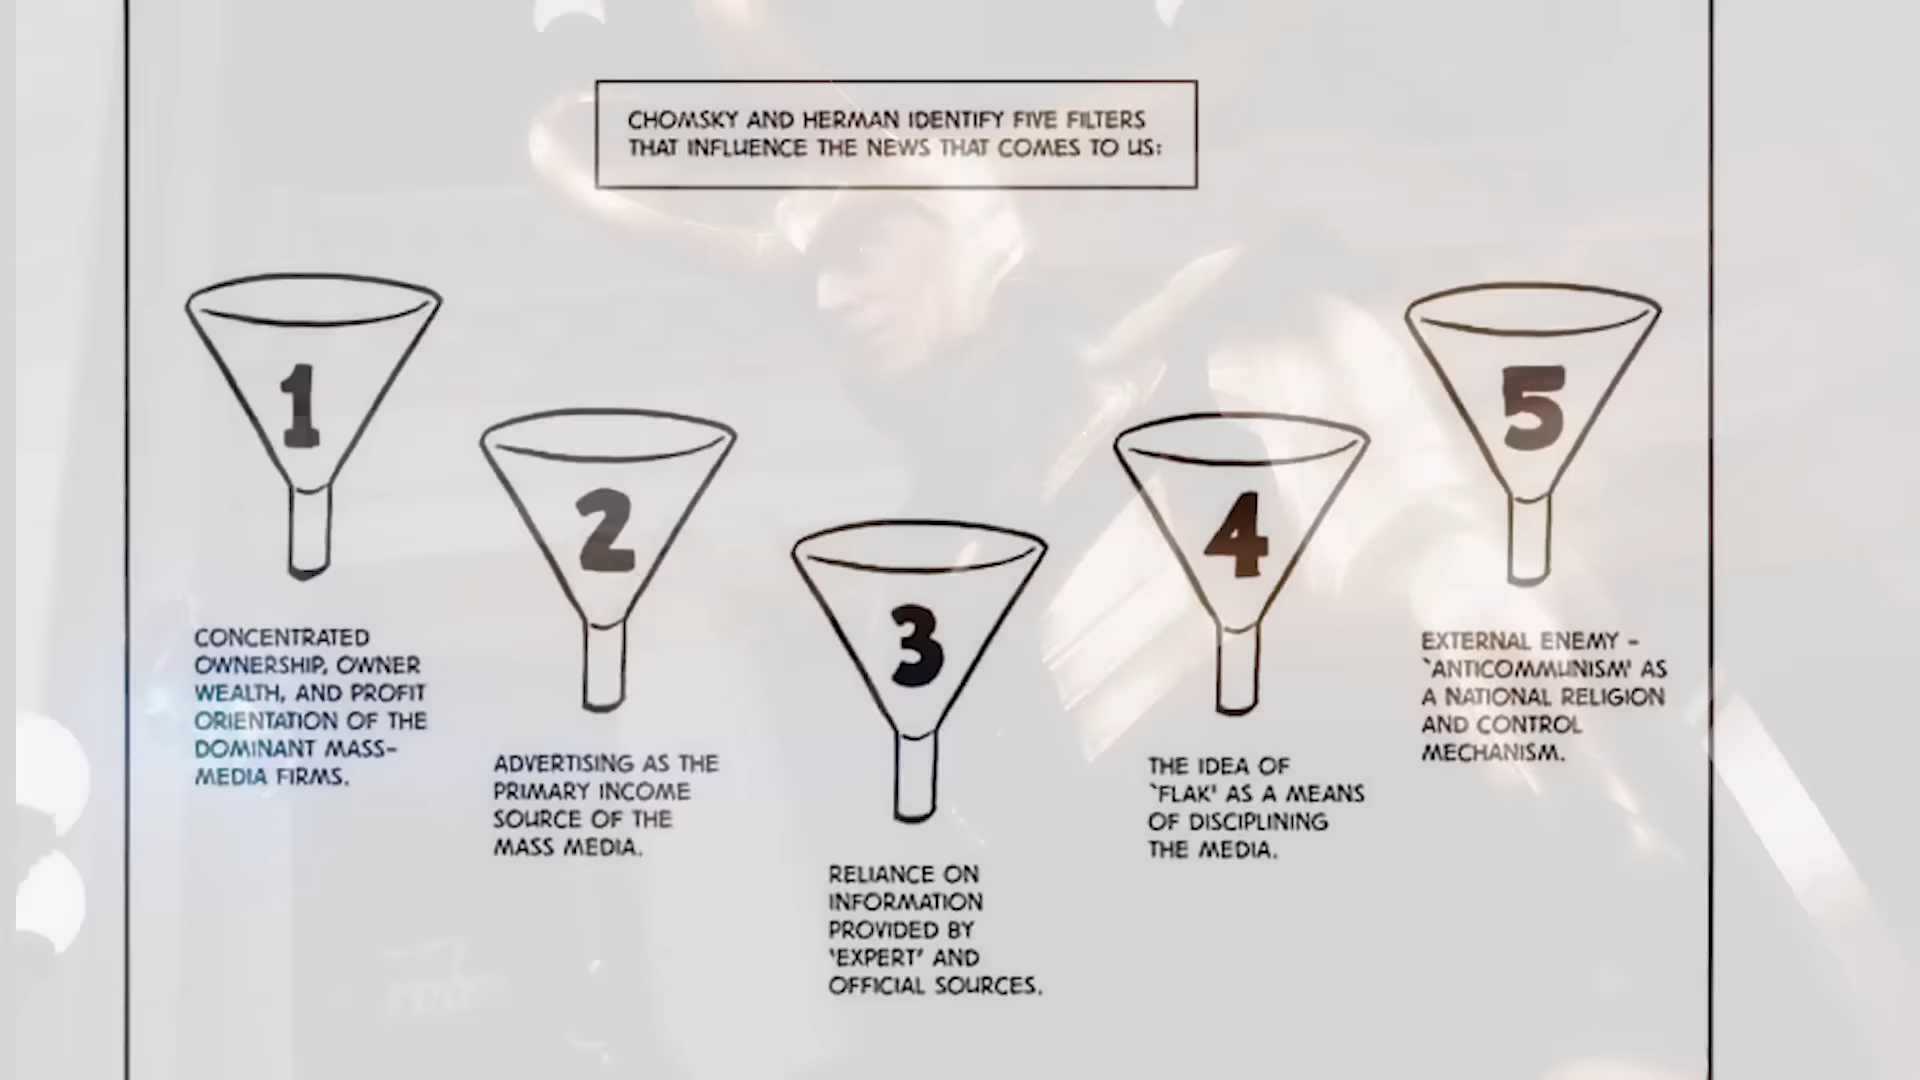 CHOMSKY AND HERMAN IDENTIFY FIVE FILTERS
THAT INFLUENCE THE NEWS THAT COMES TO US:
1
CONCENTRATED
OWNERSHIP, OWNER
WEALTH, AND PROFIT
ORIENTATION OF THE
DOMINANT MASS-
MEDIA FIRMS.
2
ADVERTISING AS THE
PRIMARY INCOME
SOURCE OF THE
MASS MEDIA.
3
RELIANCE ON
INFORMATION
PROVIDED BY
'EXPERT' AND
OFFICIAL SOURCES.
4
THE IDEA OF
`FLAK' AS A MEANS
OF DISCIPLINING
THE MEDIA.
5
EXTERNAL ENEMY -
`ANTICOMMUNISM' AS
A NATIONAL RELIGION
AND CONTROL
MECHANISM.